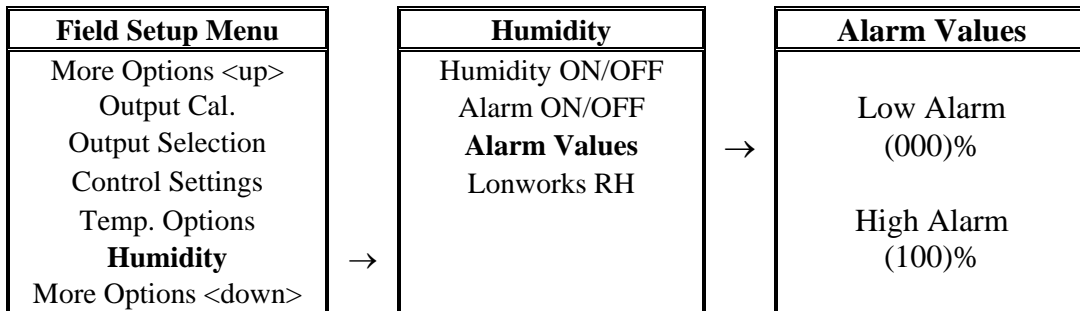 Field Setup Menu
More Options <up>
Output Cal.
Output Selection
Control Settings
Temp. Options
Humidity
More Options <down>
→
Humidity
Humidity ON/OFF
Alarm ON/OFF
Alarm Values
Lonworks RH
→
Alarm Values
Low Alarm
(000)%
High Alarm
(100)%